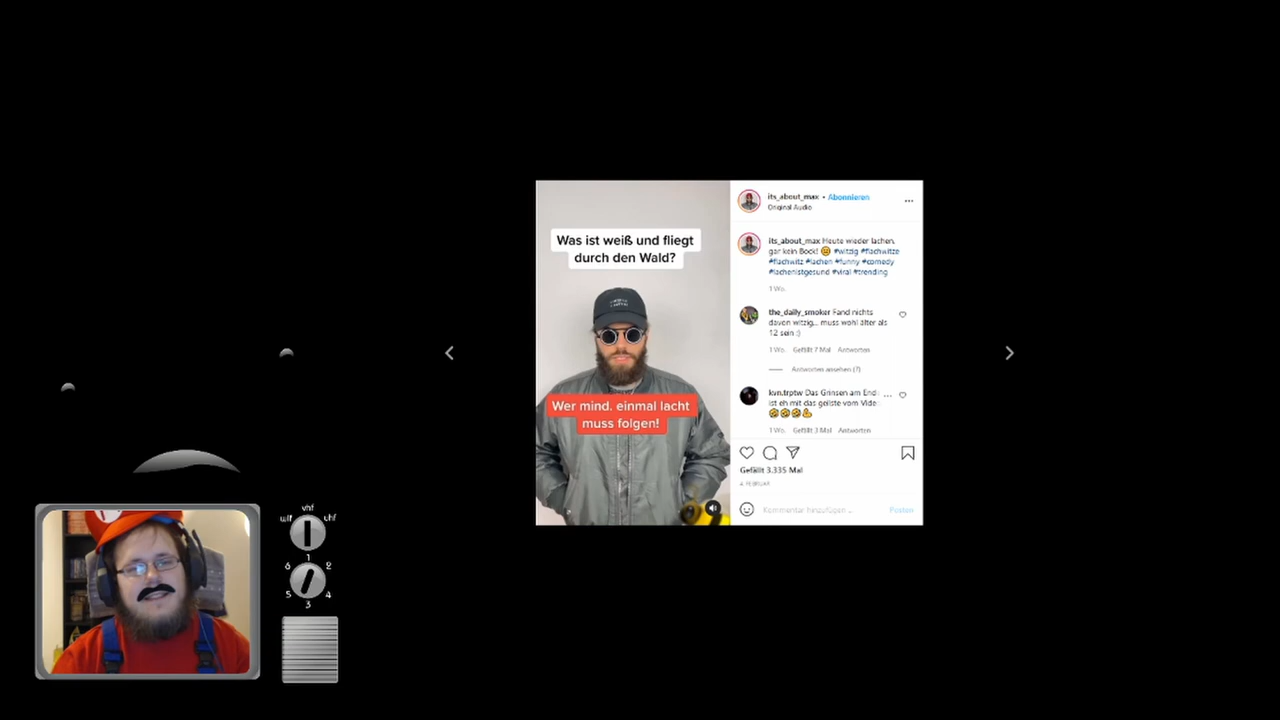 Was ist weiß und fliegt
durch den Wald?
Wer mind. einmal lacht
muss folgen!
its_about_max • Abonnieren
Original Audio
its_about_max Heute wieder lachen,
gar kein Bock! 😐 #witzig #flachwitze
#flachwitz #lachen #funny #comedy
#lachenistgesund #viral #trending
1 Wo.
the_daily_smoker Fand nichts
davon witzig... muss wohl älter als
12 sein :)
1 Wo. Gefällt 7 Mal Antworten
Antworten ansehen (7)
kvn.trptw Das Grinsen am End
ist eh mit das geilste vom Vide
🤣🤣🤣💪
1 Wo. Gefällt 3 Mal Antworten
Gefällt 3.335 Mal
4. FEBRUAR
Kommentar hinzufügen ...
Posten
vhf
uhf
1
6 2
5 4
3